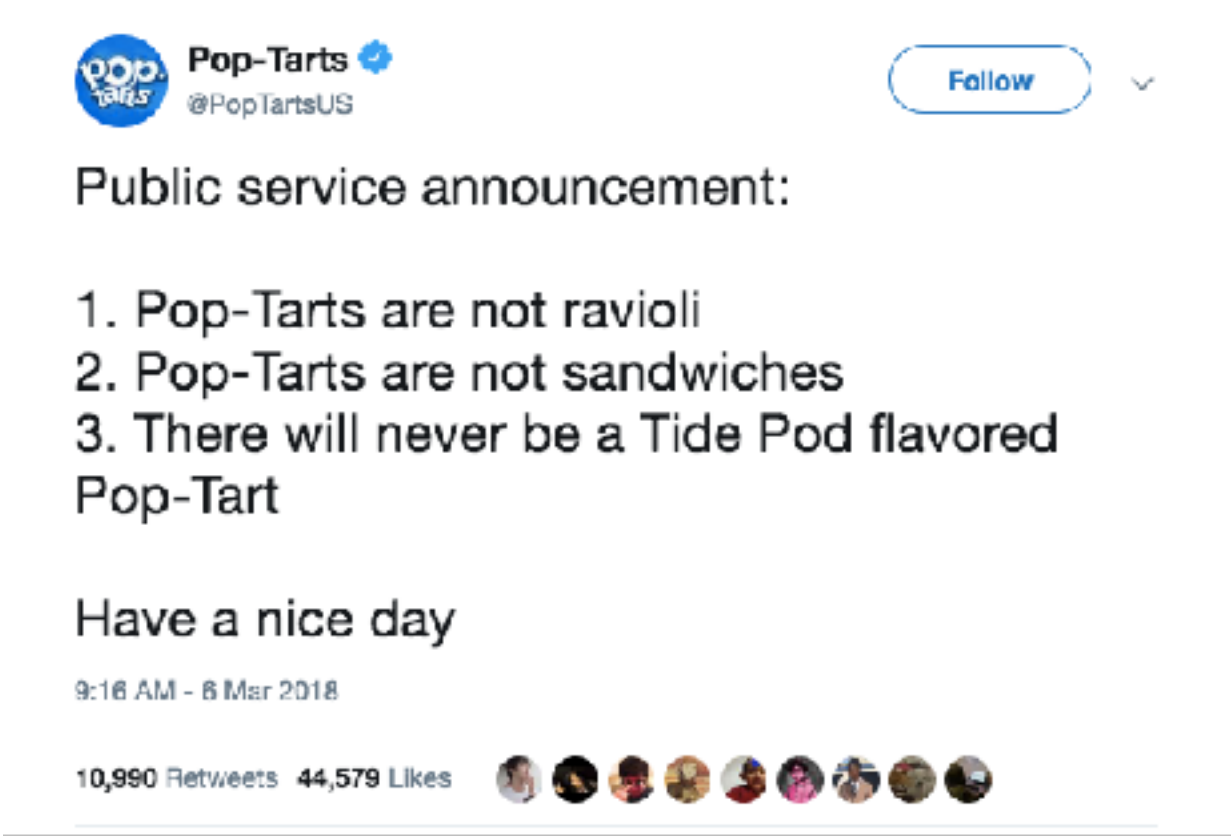 Pop-Tarts
@PopTartsUS
Follow
pop. tarts
Public service announcement:
1. Pop-Tarts are not ravioli
2. Pop-Tarts are not sandwiches
3. There will never be a Tide Pod flavored
Pop-Tart
Have a nice day
9:16 AM - 6 Mar 2018
10,990 Retweets 44,579 Likes